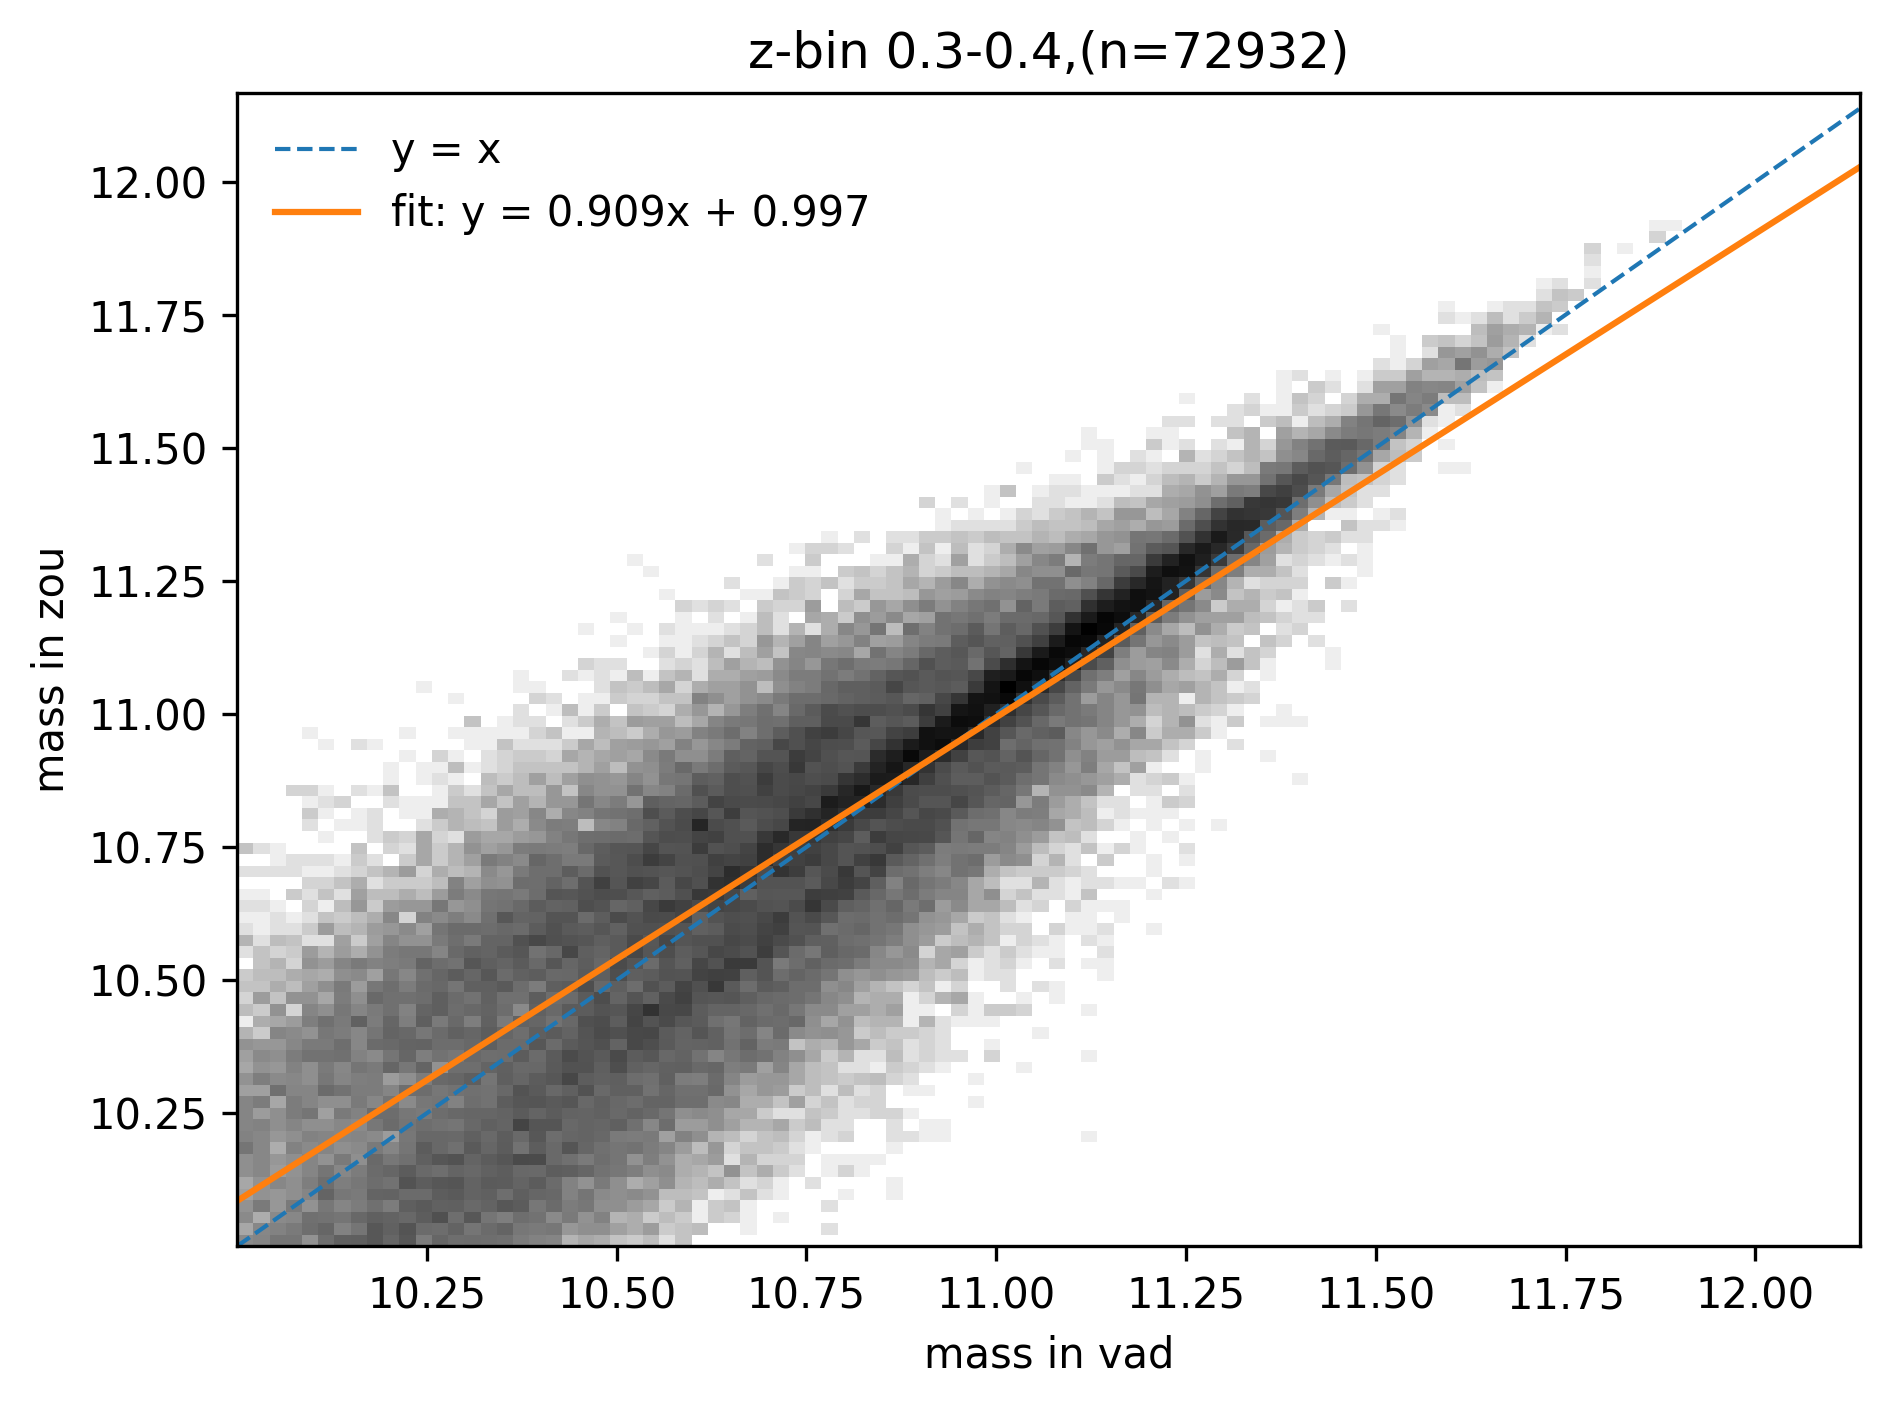 z-bin 0.3-0.4,(n=72932)
y = x
fit: y = 0.909x + 0.997
12.00
11.75
11.50
11.25
11.00
10.75
10.50
10.25
mass in zou
10.25 10.50 10.75 11.00 11.25 11.50 11.75 12.00
mass in vad